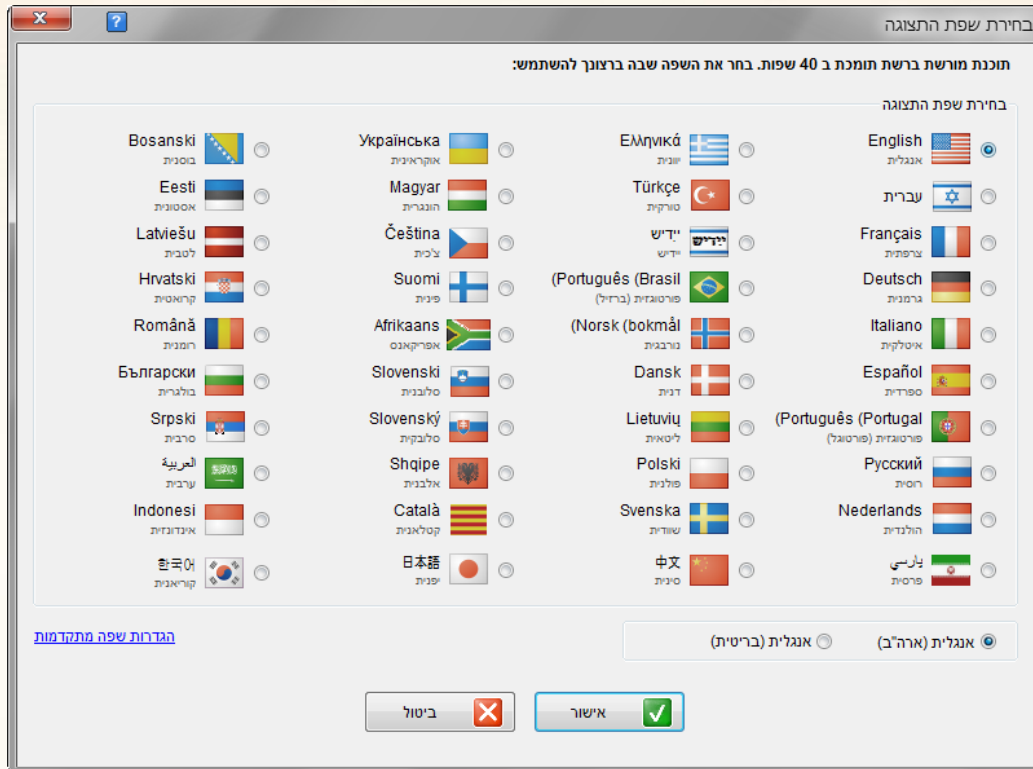 בחירת שפת התצוגה
תוכנת מורשת ברשת תומכת ב 40 שפות. בחר את השפה שבה ברצונך להשתמש:
בחירת שפת התצוגה
English
אנגלית
עברית
Français
צרפתית
Deutsch
גרמנית
Italiano
איטלקית
Español
ספרדית
(Português (Portugal
פורטוגזית (פורטוגל)
Русский
רוסית
Nederlands
הולנדית
پارسي
פרסית
Ελληνικά
יוונית
Türkçe
טורקית
ייִדיש
ייִדיש
יידיש
(Português (Brasil
פורטוגזית (ברזיל)
(Norsk (bokmål
נורבגית
Dansk
דנית
Lietuvių
ליטאית
Polski
פולנית
Svenska
שוודית
中文
סינית
Українська
אוקראינית
Magyar
הונגרית
Čeština
צ'כית
Suomi
פינית
Afrikaans
אפריקאנס
Slovenski
סלובנית
Slovenský
סלובקית
Shqipe
אלבנית
Català
קטלאנית
日本語
יפנית
Bosanski
בוסנית
Eesti
אסטונית
Latviešu
לטבית
Hrvatski
קרואטית
Română
רומנית
Български
בולגרית
Srpski
סרבית
العربية
ערבית
Indonesi
אינדונזית
한국어
קוריאנית
אנגלית (ארה"ב)
אנגלית (בריטית)
הגדרות שפה מתקדמות
אישור
ביטול